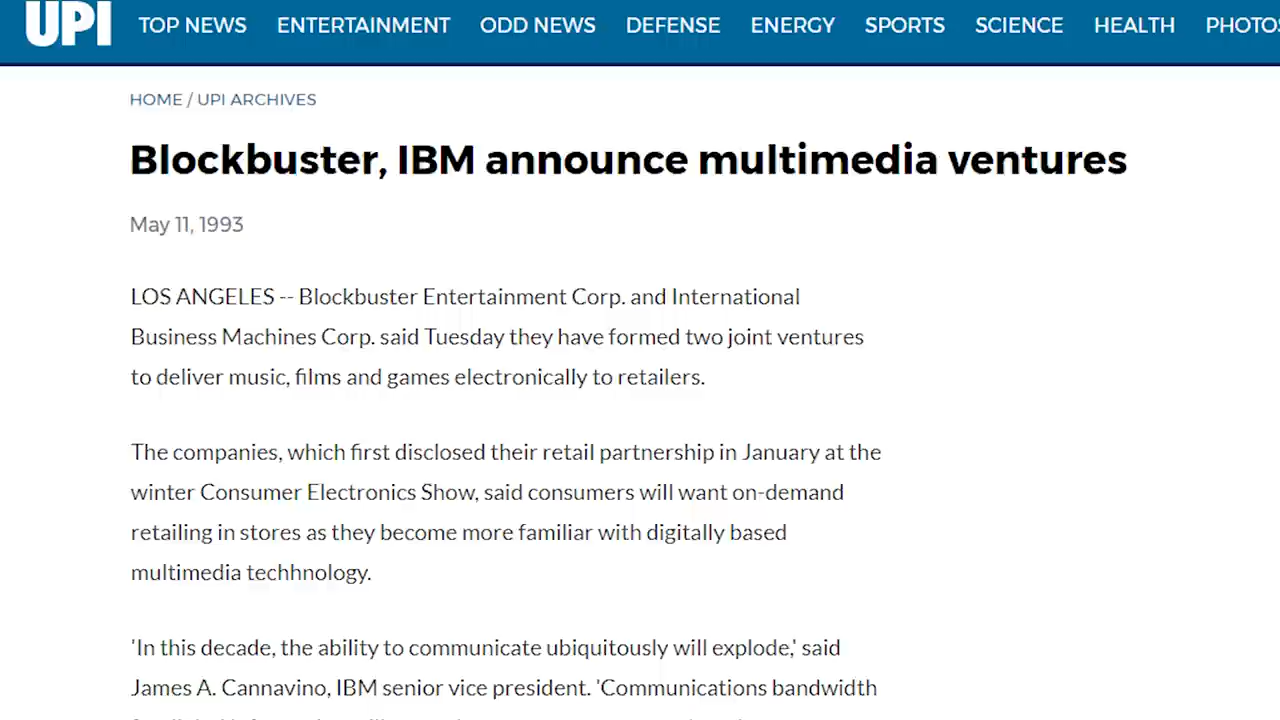 UPI TOP NEWS ENTERTAINMENT ODD NEWS DEFENSE ENERGY SPORTS SCIENCE HEALTH
HOME / UPI ARCHIVES
Blockbuster, IBM announce multimedia ventures
May 11, 1993
LOS ANGELES -- Blockbuster Entertainment Corp. and International
Business Machines Corp. said Tuesday they have formed two joint ventures
to deliver music, films and games electronically to retailers.
The companies, which first disclosed their retail partnership in January at the
winter Consumer Electronics Show, said consumers will want on-demand
retailing in stores as they become more familiar with digitally based
multimedia techhnology.
'In this decade, the ability to communicate ubiquitously will explode,' said
James A. Cannavino, IBM senior vice president. 'Communications bandwidth